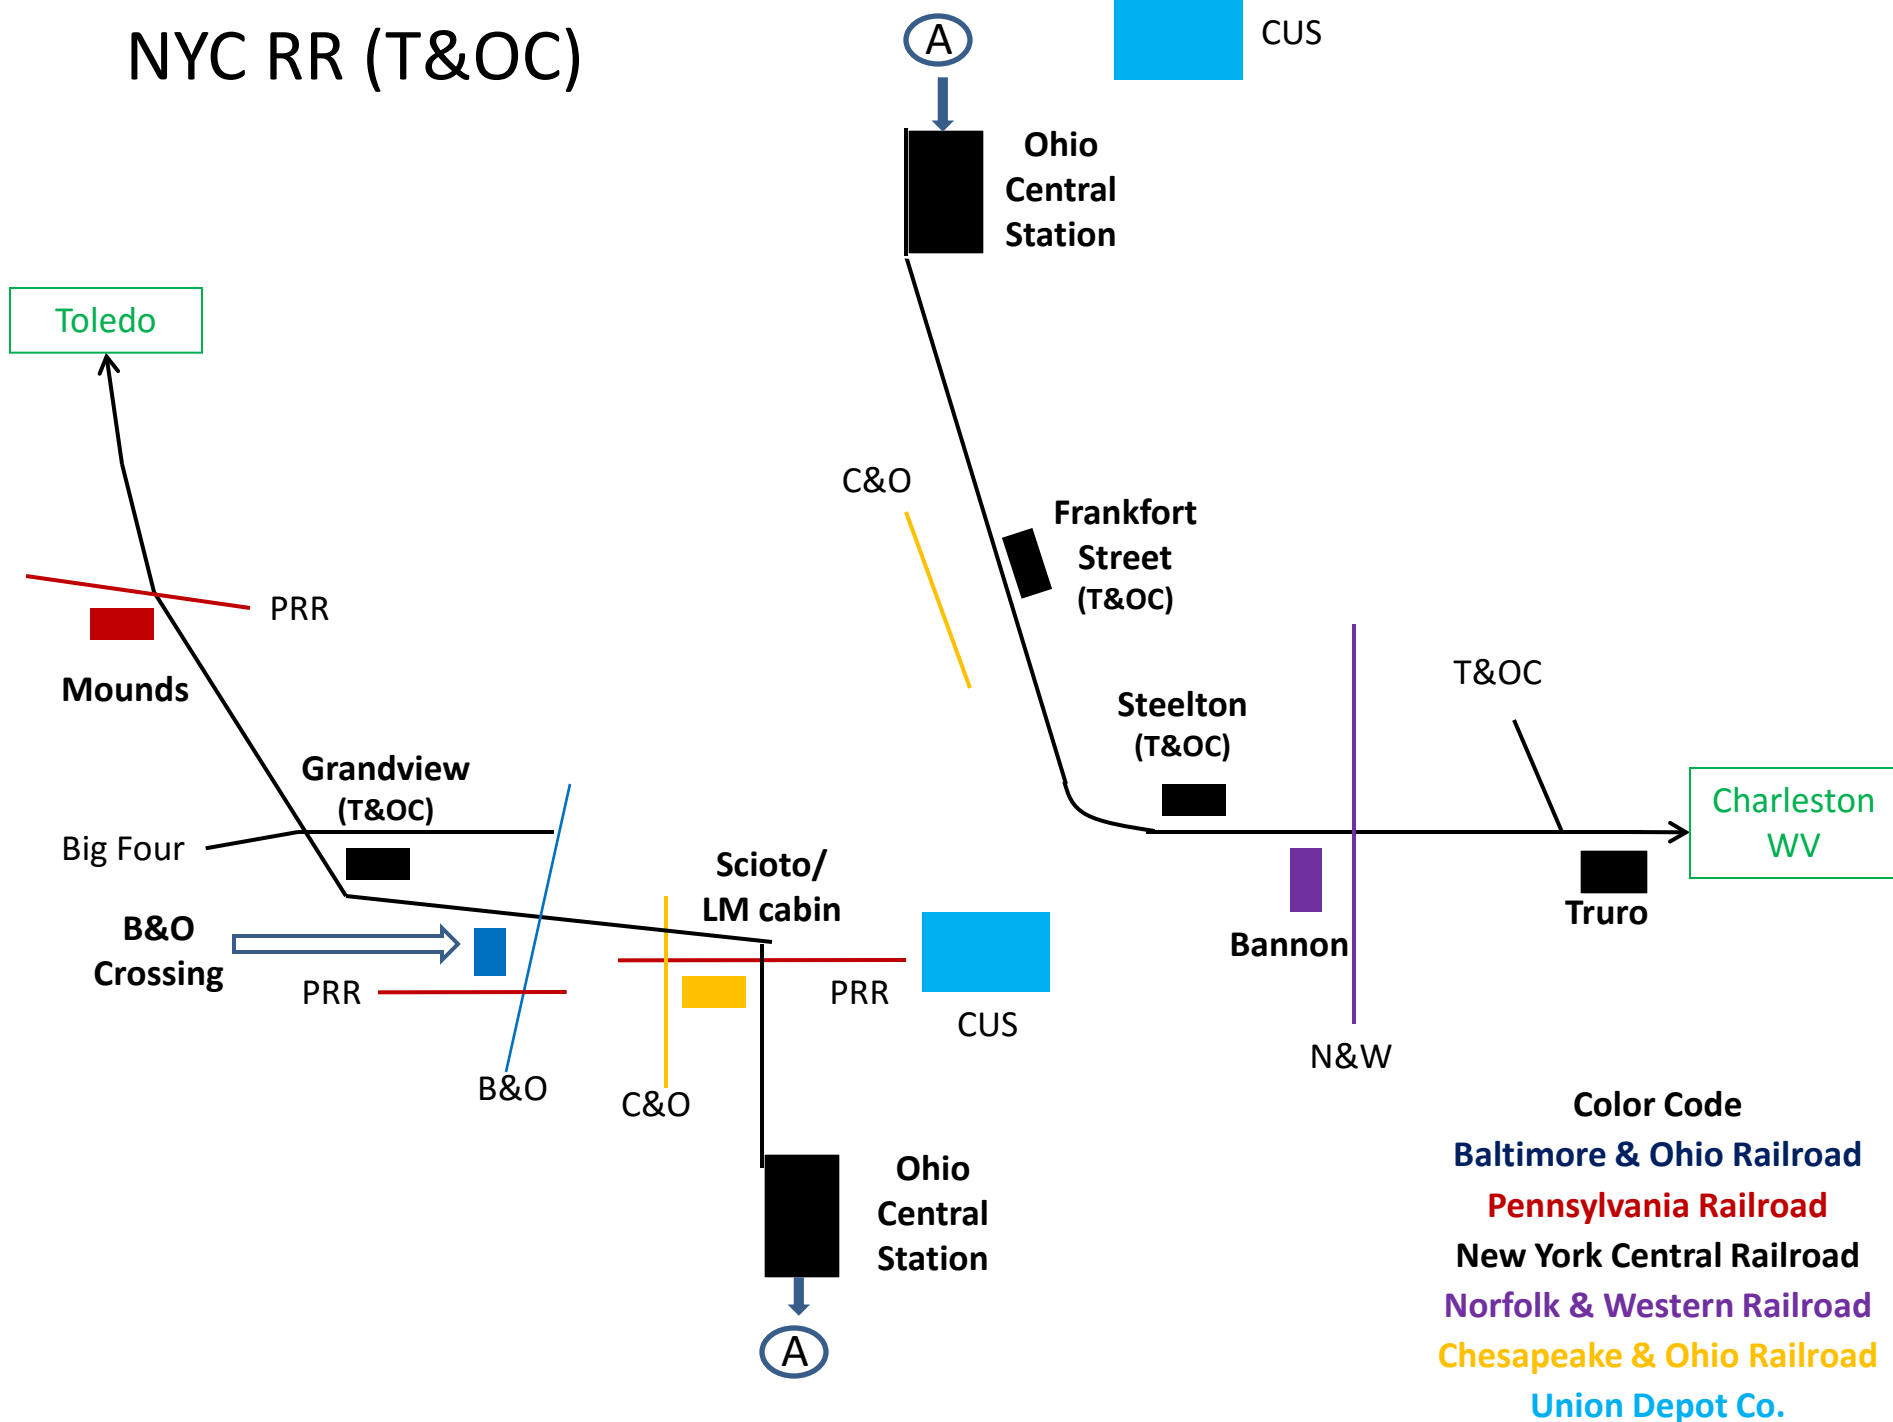 NYC RR (T&OC)
A
CUS
Ohio
Central
Station
Toledo
C&O
Frankfort
Street
(T&OC)
PRR
Mounds
T&OC
Steelton
(T&OC)
Grandview
(T&OC)
Charleston
WV
Big Four
Scioto/
LM cabin
B&O
Crossing
Truro
Bannon
PRR
PRR
CUS
N&W
B&O
C&O
Ohio
Central
Station
A
Color Code
Baltimore & Ohio Railroad
Pennsylvania Railroad
New York Central Railroad
Norfolk & Western Railroad
Chesapeake & Ohio Railroad
Union Depot Co.